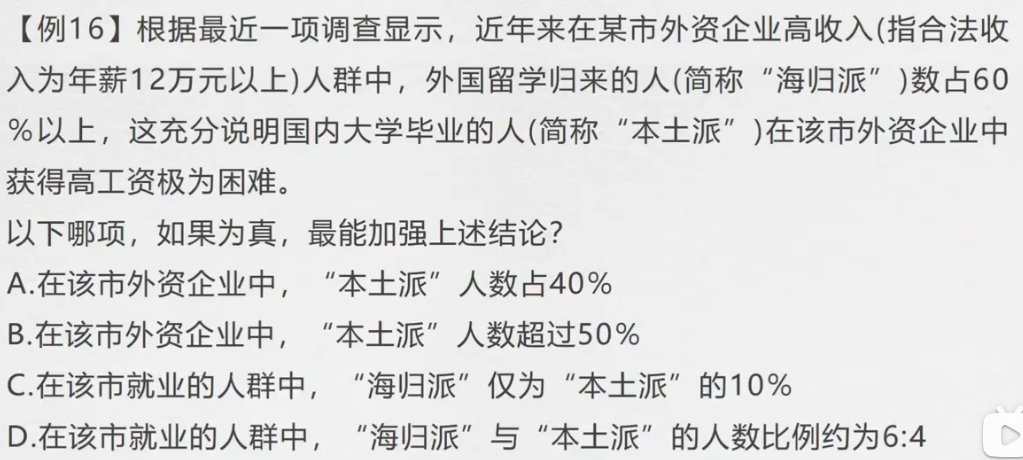 【例16】根据最近一项调查显示，近年来在某市外资企业高收入(指合法收
入为年薪12万元以上)人群中，外国留学归来的人(简称“海归派”)数占60
%以上，这充分说明国内大学毕业的人(简称“本土派”)在该市外资企业中
获得高工资极为困难。
以下哪项，如果为真，最能加强上述结论？
A.在该市外资企业中，“本土派”人数占40%
B.在该市外资企业中，“本土派”人数超过50%
C.在该市就业的人群中，“海归派”仅为“本土派”的10%
D.在该市就业的人群中，“海归派”与“本土派”的人数比例约为6:4